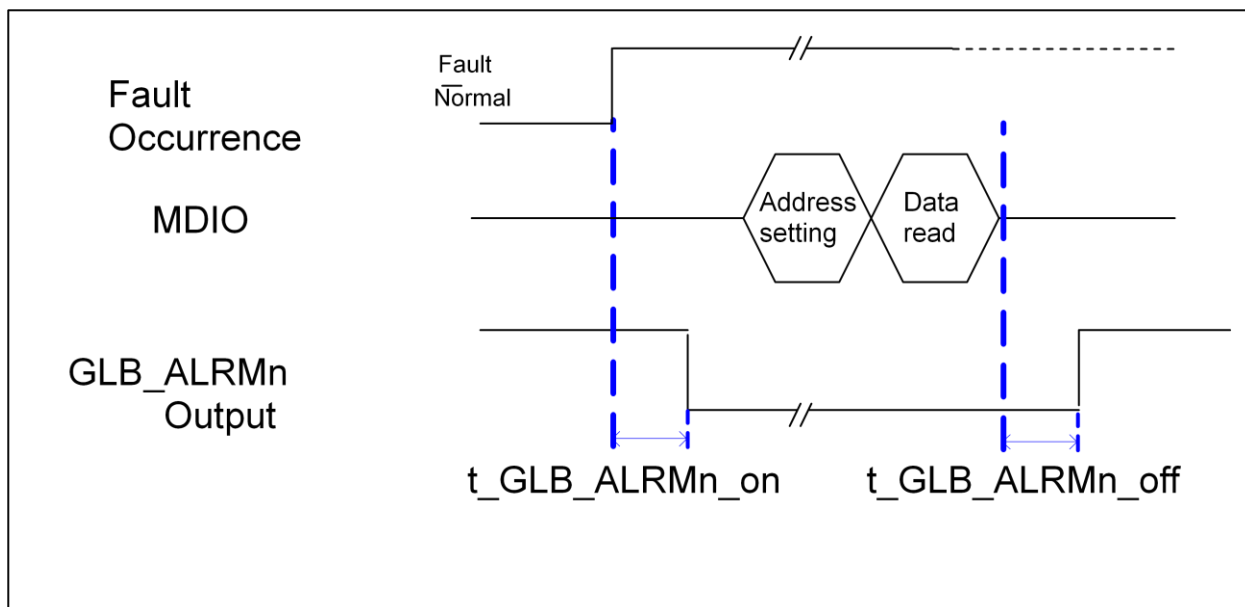 Fault
Normal
Fault
Occurrence
MDIO
Address
setting
Data
read
GLB_ALRMn
Output
t_GLB_ALRMn_on
t_GLB_ALRMn_off